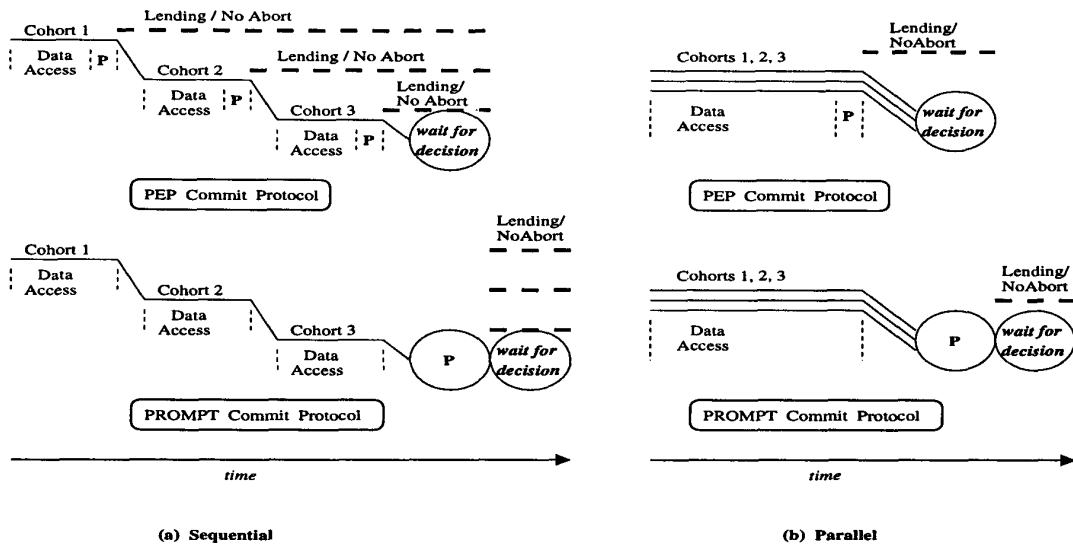 Lending / No Abort
Cohort 1
Data
Access
P
Cohort 2
Lending / No Abort
Data
Access
P
Cohort 3
Lending/
No Abort
Data
Access
P
wait for
decision
PEP Commit Protocol
Lending/
NoAbort
Cohort 1
Data
Access
Cohort 2
Data
Access
Cohort 3
Data
Access
P
wait for
decision
PROMPT Commit Protocol
time
(a) Sequential
Lending/
NoAbort
Cohorts 1, 2, 3
Data
Access
P
wait for
decision
PEP Commit Protocol
Cohorts 1, 2, 3
Lending/
NoAbort
Data
Access
P
wait for
decision
PROMPT Commit Protocol
time
(b) Parallel